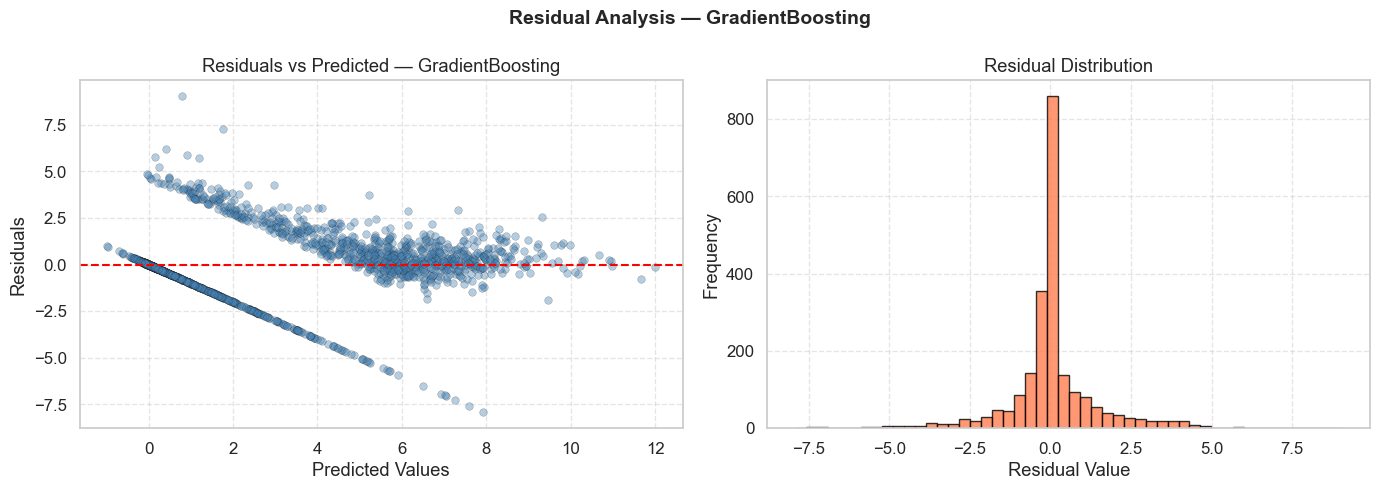 Residual Analysis — GradientBoosting
Residuals vs Predicted — GradientBoosting
Residuals
7.5
5.0
2.5
0.0
−2.5
−5.0
−7.5
0 2 4 6 8 10 12
Predicted Values
Residual Distribution
Frequency
800
600
400
200
0
−7.5 −5.0 −2.5 0.0 2.5 5.0 7.5
Residual Value